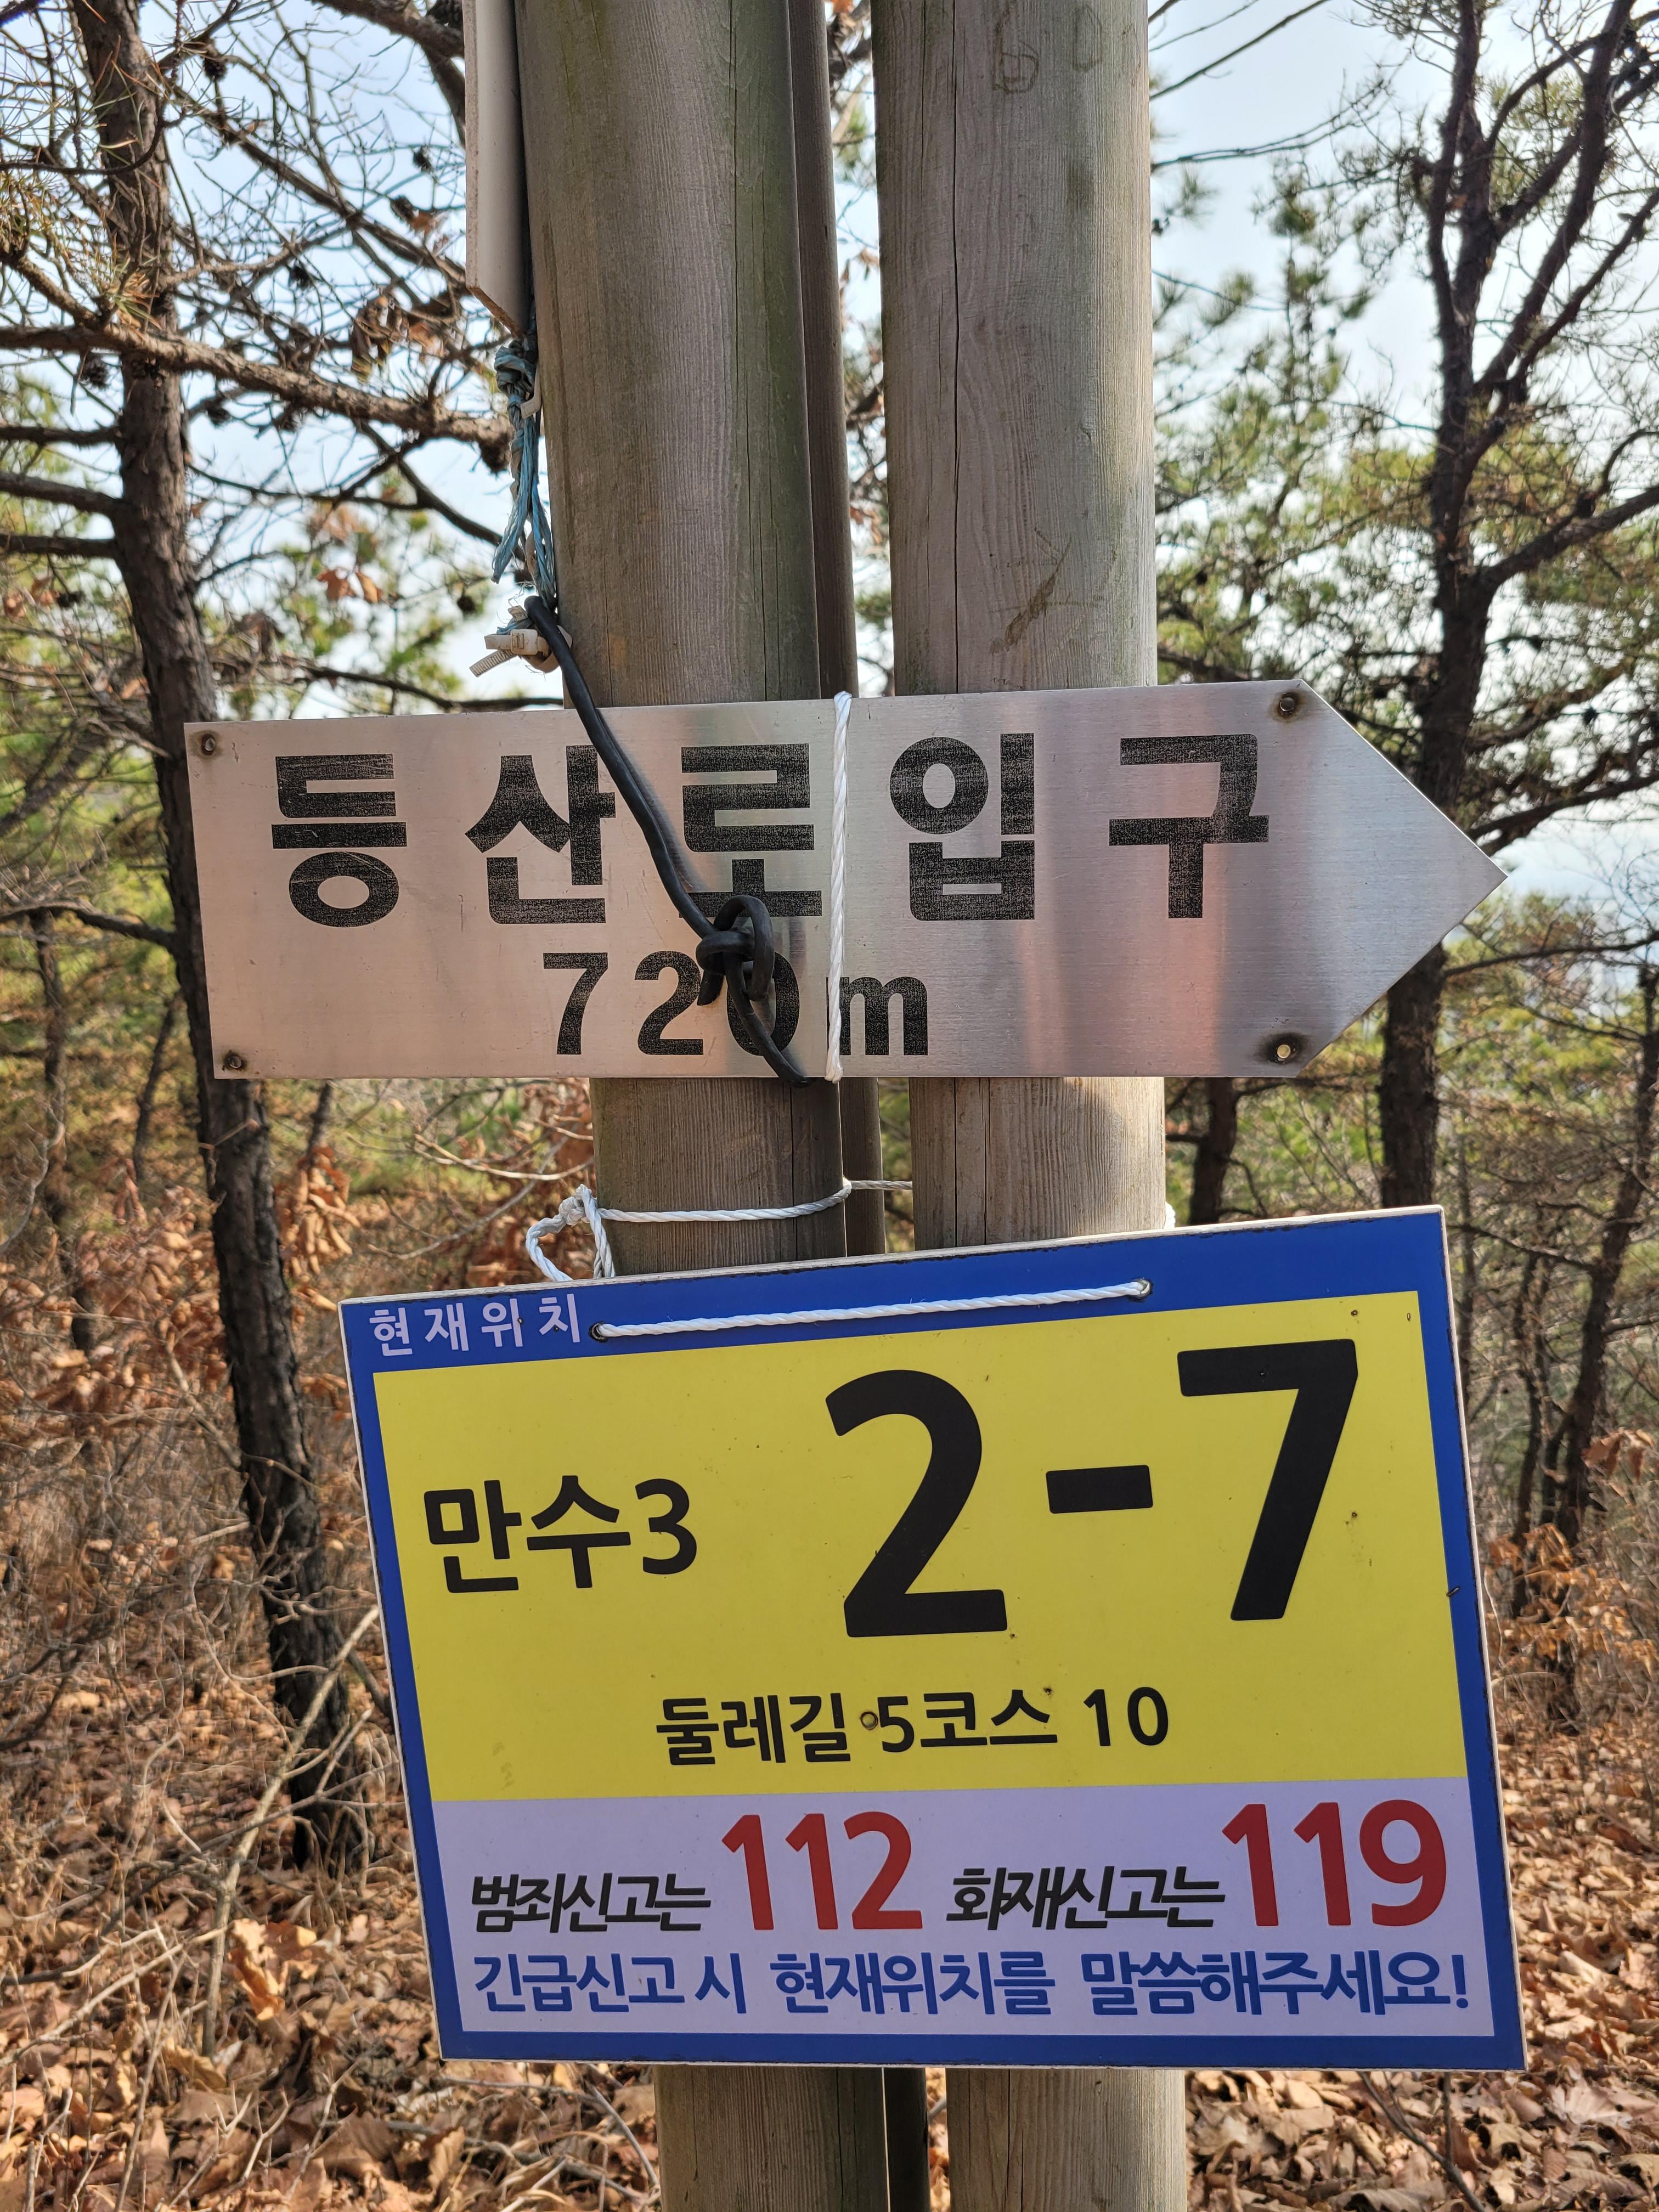 등산로입구
720m
현재위치
만수3 2-7
둘레길 5코스 10
범죄신고는 112 화재신고는 119
긴급신고 시 현재위치를 말씀해주세요!